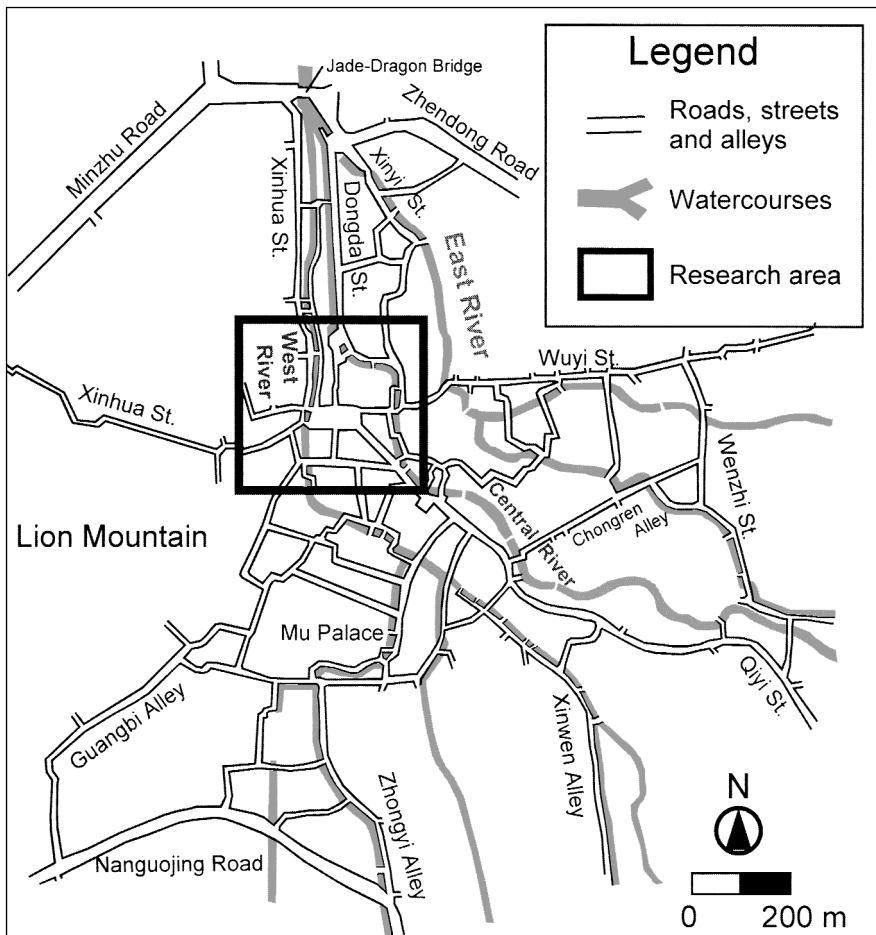 Jade-Dragon Bridge
Legend
Roads, streets
and alleys
Watercourses
Research area
Minzhu Road
Zhendong Road
Xinhua St.
Dongda
St.
Xinyi St.
East River
West
River
Wuyi St.
Xinhua St.
Wenzhi St.
Central River
Chongren
Alley
Lion Mountain
Mu Palace
Qiyi St.
Guangbi Alley
Xinwen Alley
Zhongyi Alley
Nanguojing Road
N
0 200 m